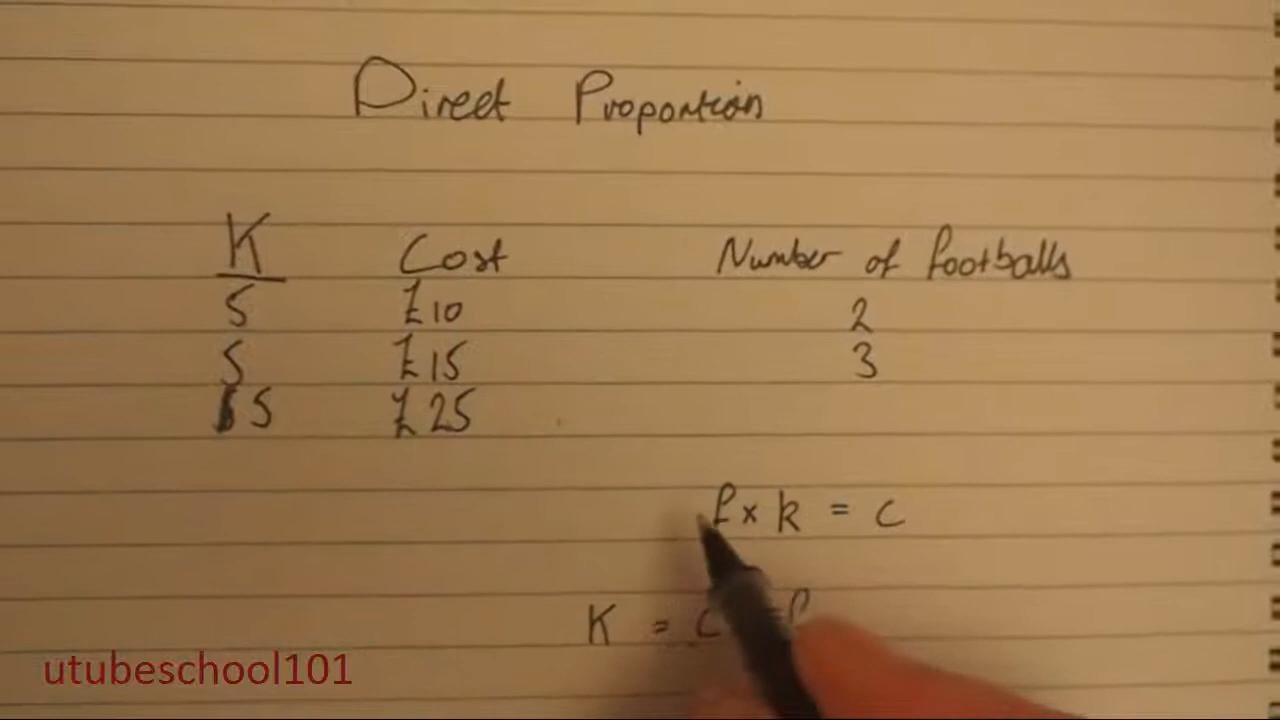 Direct Proportion
K Cost Number of footballs
5 £10 2
5 £15 3
5 £25
f x k = c
K = c f
utubeschool101